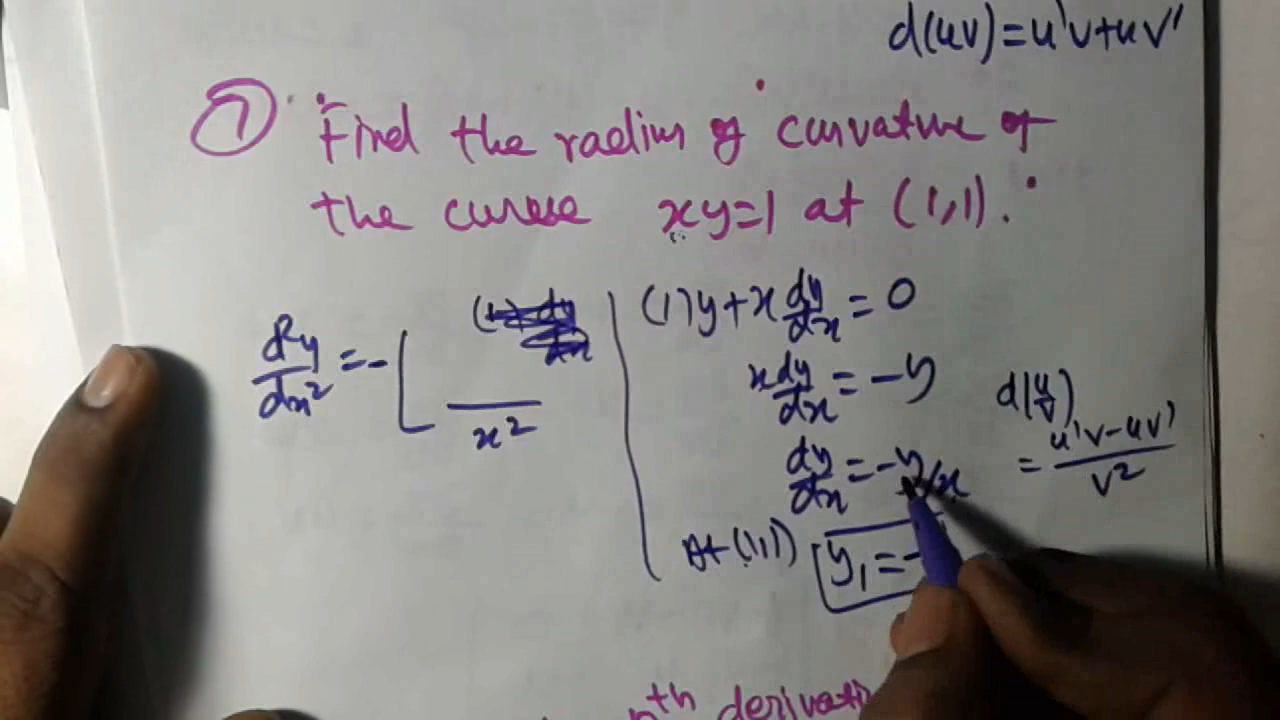 d(uv)=u'v+uv'
7 Find the radius of curvature of
the curve xy=1 at (1,1).
(1)y+x dy/dx = 0
x dy/dx = -y
dy/dx = -y/x
At (1,1) y₁ = -
d²y/dx² = -[ /x²
d(u/v)
= u'v-uv'/v²
nth